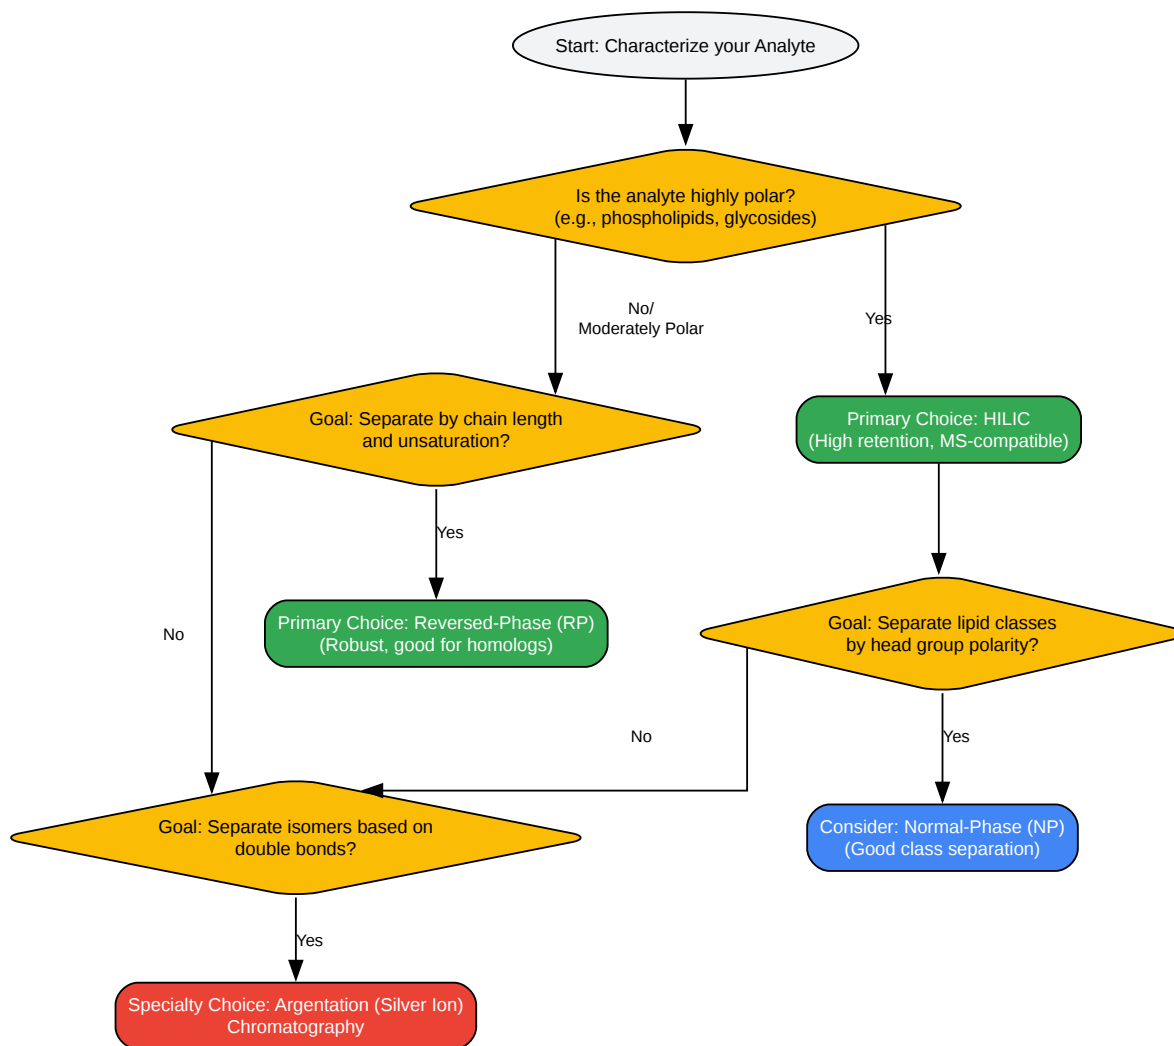 Start: Characterize your Analyte
Is the analyte highly polar?
(e.g., phospholipids, glycosides)
No/
Moderately Polar
Yes
Goal: Separate by chain length
and unsaturation?
Primary Choice: HILIC
(High retention, MS-compatible)
Yes
Primary Choice: Reversed-Phase (RP)
(Robust, good for homologs)
No
Goal: Separate lipid classes
by head group polarity?
No
Yes
Goal: Separate isomers based on
double bonds?
Consider: Normal-Phase (NP)
(Good class separation)
Yes
Specialty Choice: Argentation (Silver Ion)
Chromatography